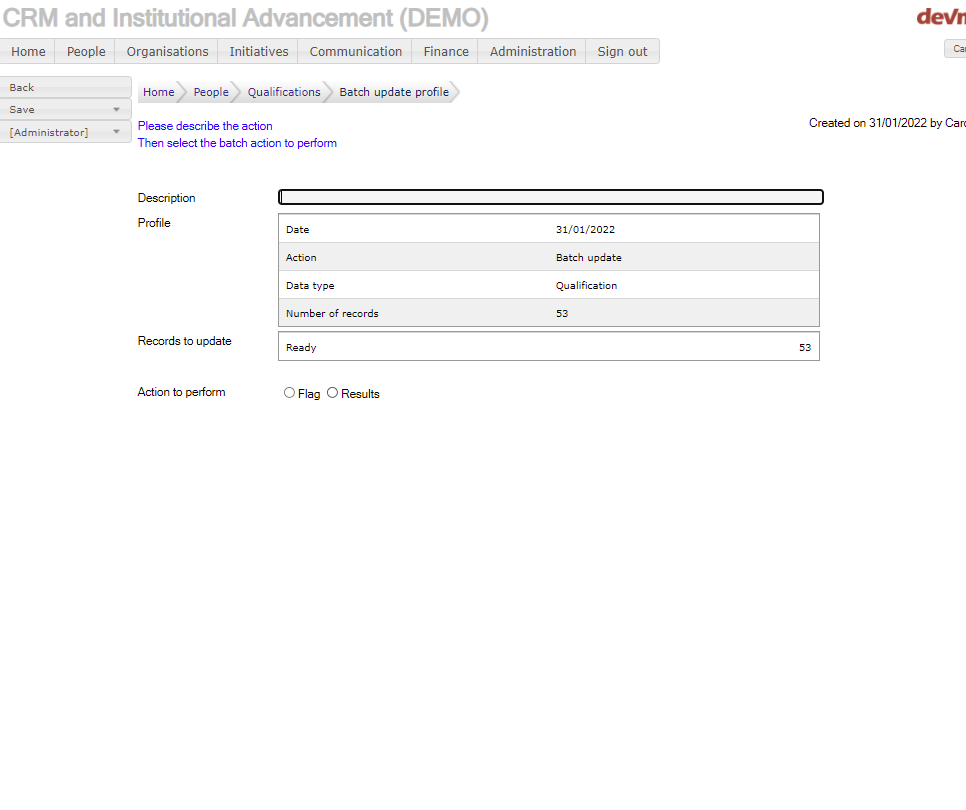 CRM and Institutional Advancement (DEMO)
Home People Organisations Initiatives Communication Finance Administration Sign out
Back
Save
[Administrator]
Home People Qualifications Batch update profile
Please describe the action
Then select the batch action to perform
Created on 31/01/2022 by
Description
Profile
Date 31/01/2022
Action Batch update
Data type Qualification
Number of records 53
Records to update
Ready 53
Action to perform
Flag Results